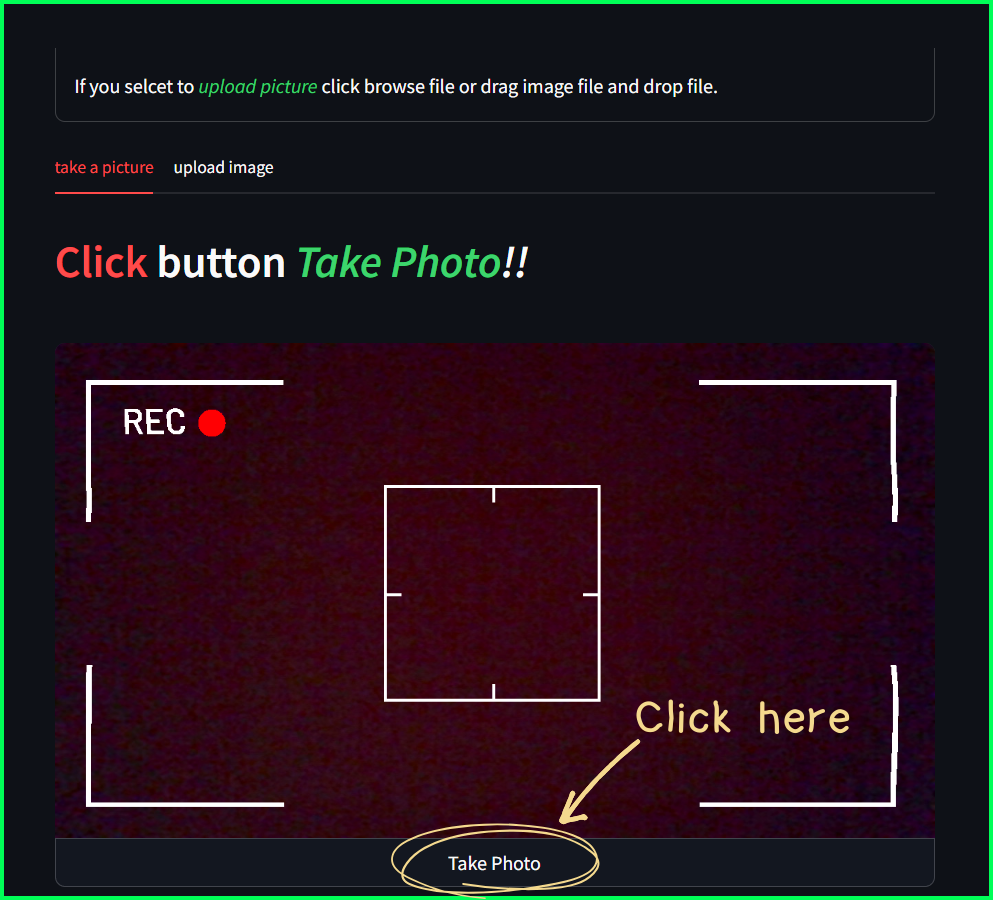 If you selcet to upload picture click browse file or drag image file and drop file.
take a picture upload image
Click button Take Photo!!
REC
Click here
Take Photo